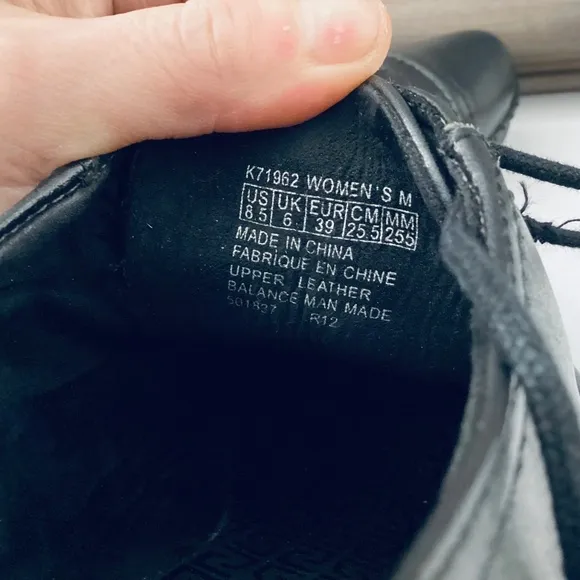 K71962 WOMEN'S M
US UK EUR CM MM
8.5 6 39 25.5 255
MADE IN CHINA
FABRIQUE EN CHINE
UPPER LEATHER
BALANCE MAN MADE
R12